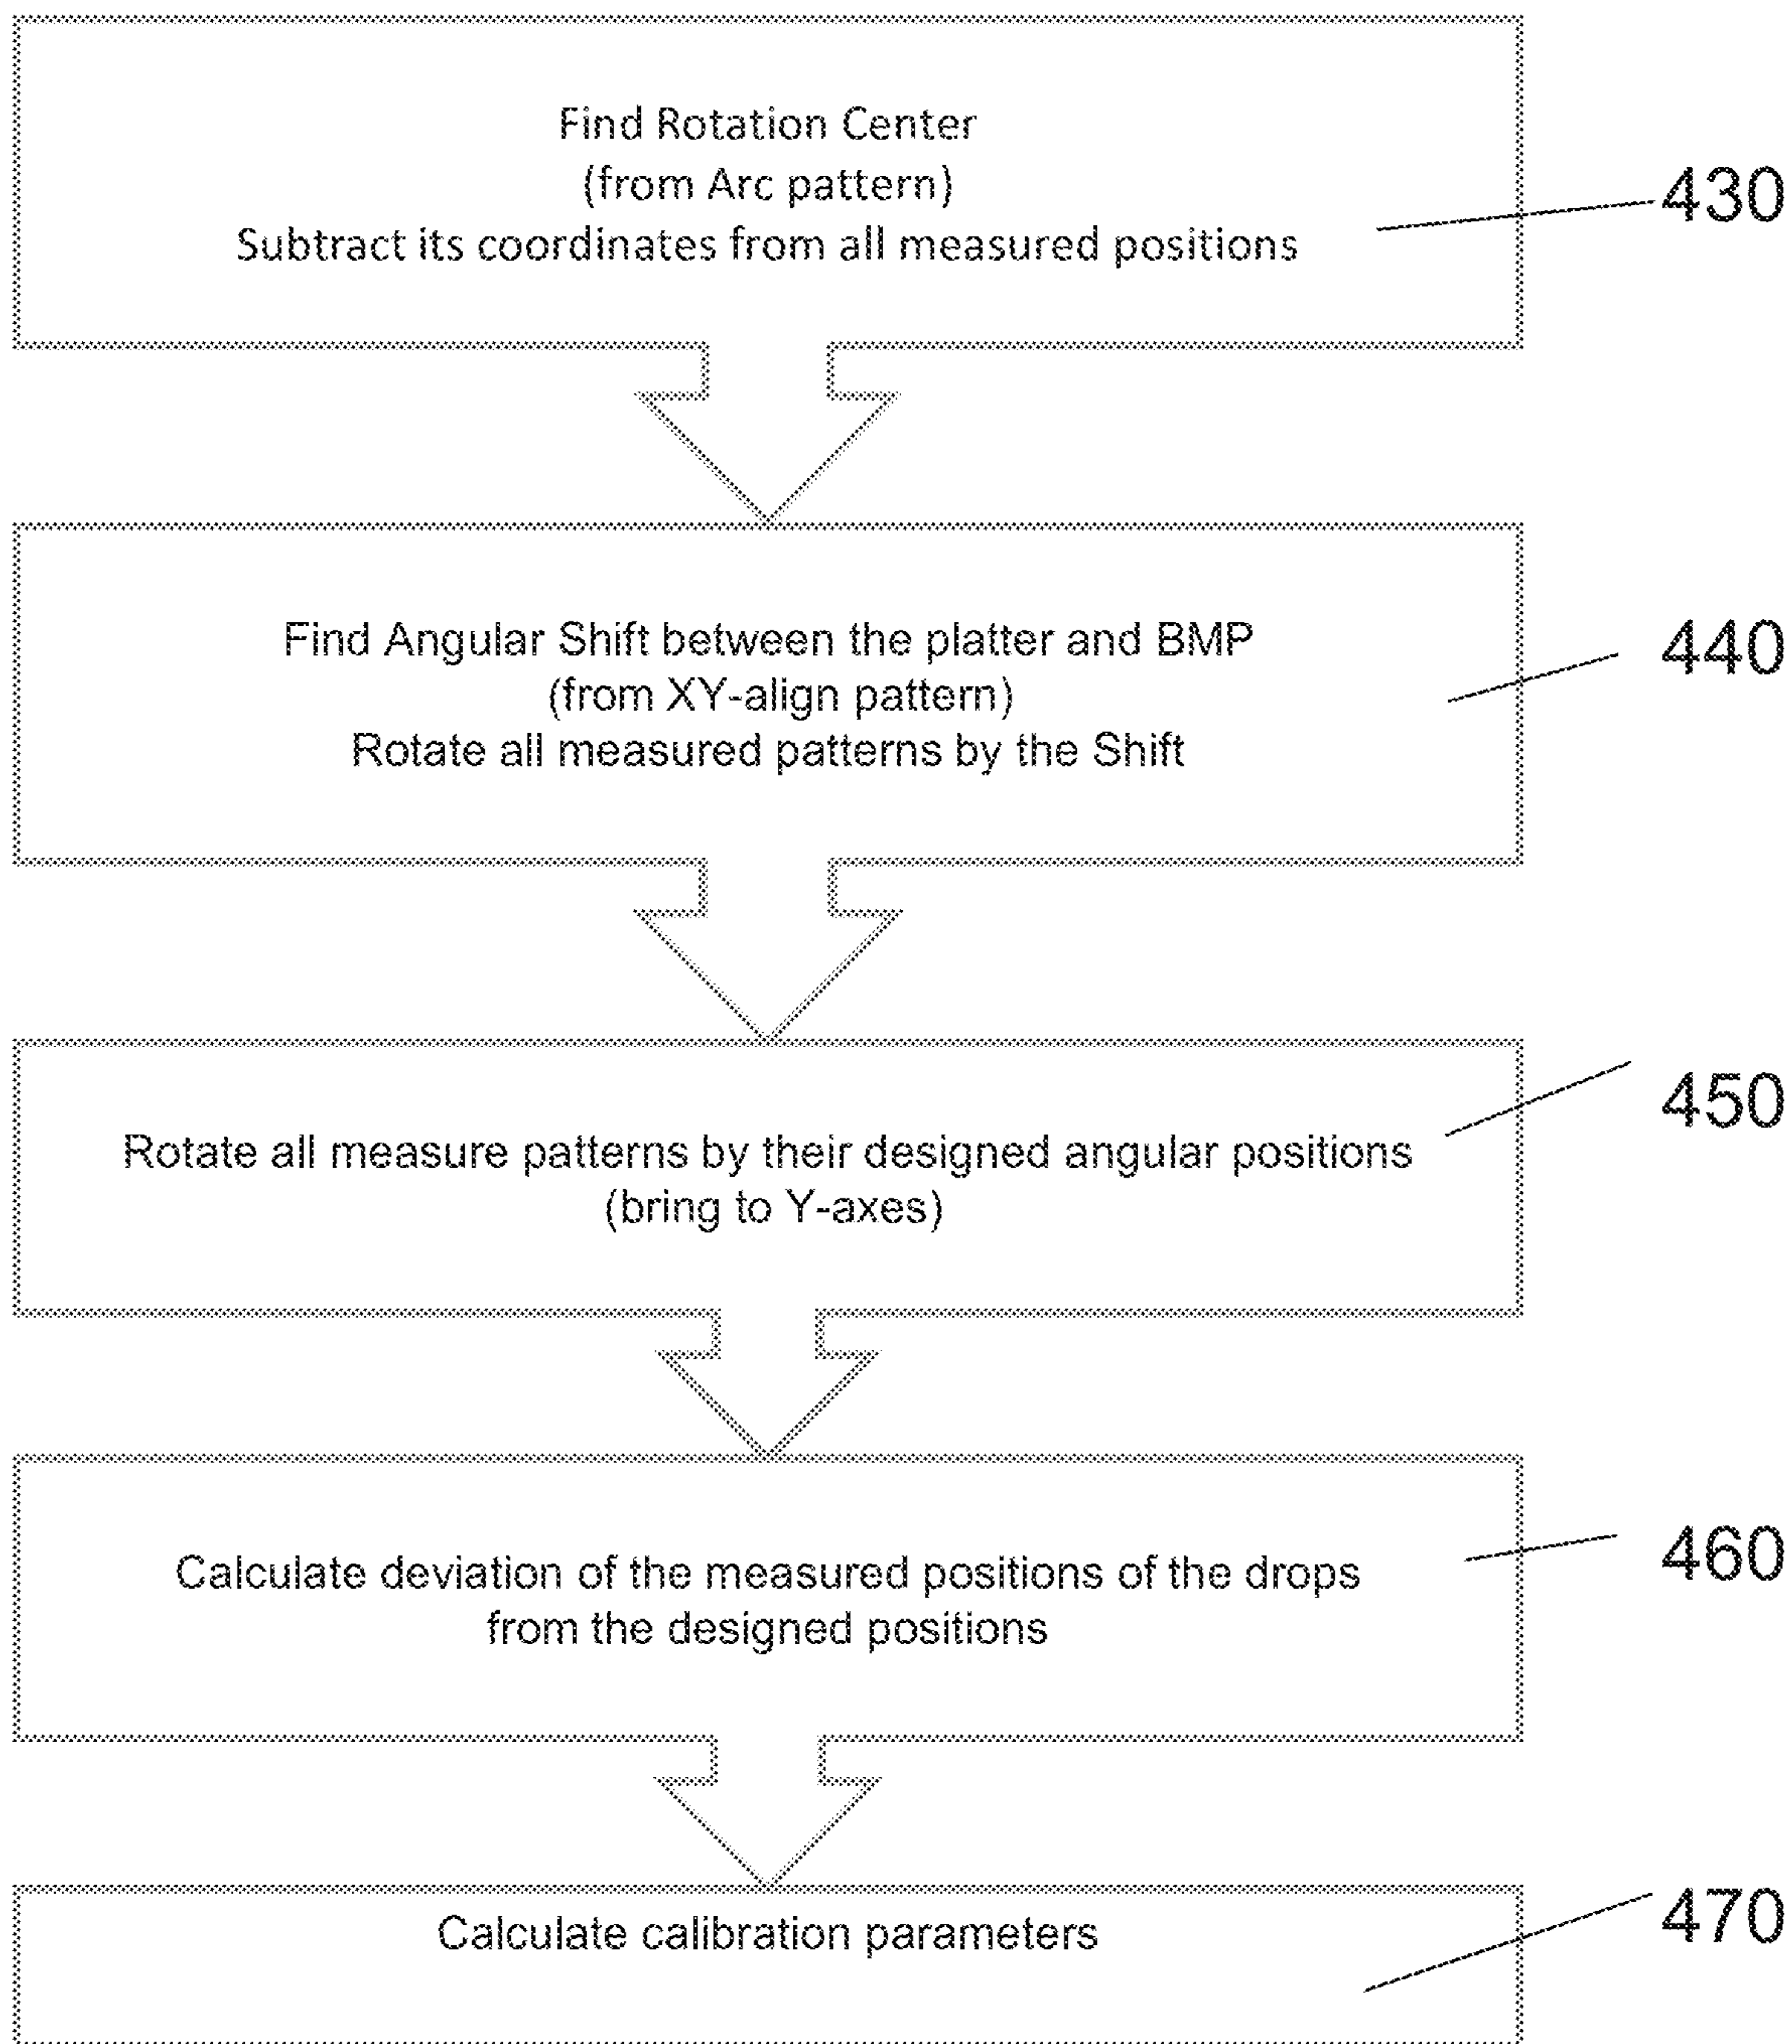 Find Rotation Center
(from Arc pattern)
Subtract its coordinates from all measured positions
430
Find Angular Shift between the platter and BMP
(from XY-align pattern)
Rotate all measured patterns by the Shift
440
Rotate all measure patterns by their designed angular positions
(bring to Y-axes)
450
Calculate deviation of the measured positions of the drops
from the designed positions
460
Calculate calibration parameters
470